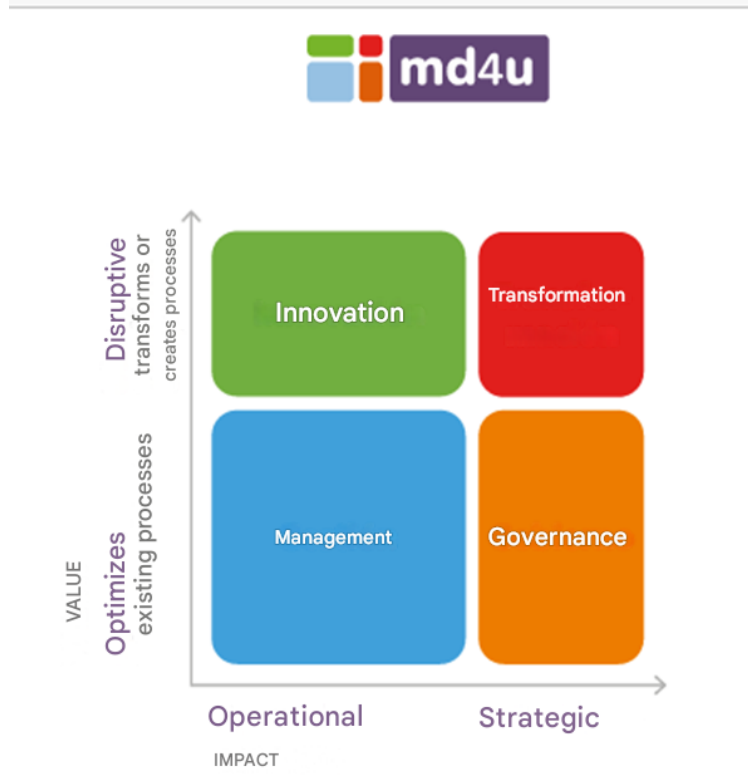 md4u
Disruptive
transforms or
creates processes
Innovation
Transformation
VALUE
Optimizes
existing processes
Management
Governance
Operational
Strategic
IMPACT